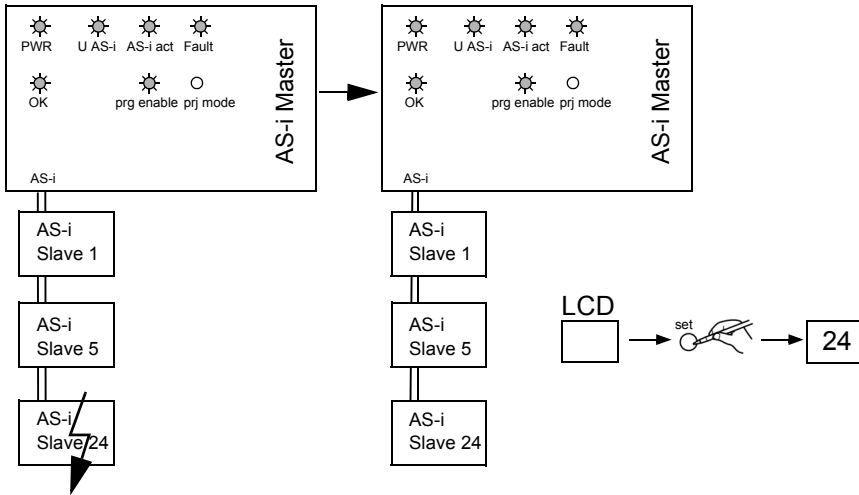 PWR U AS-i AS-i act Fault
OK prg enable prj mode
AS-i Master
AS-i
AS-i
Slave 1
AS-i
Slave 5
AS-i
Slave 24
PWR U AS-i AS-i act Fault
OK prg enable prj mode
AS-i Master
AS-i
AS-i
Slave 1
AS-i
Slave 5
AS-i
Slave 24
LCD
set
24